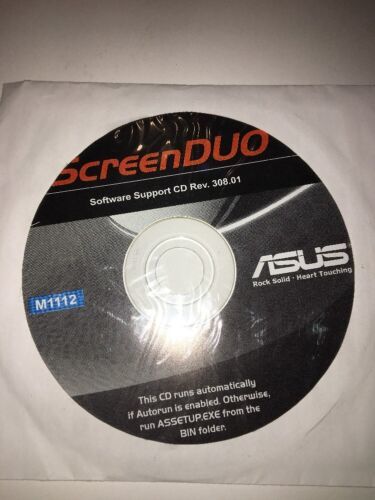 ScreenDUO
Software Support CD Rev. 308.01
ASUS
Rock Solid · Heart Touching
M1112
This CD runs automatically
if Autorun is enabled. Otherwise,
run ASSETUP.EXE from the
BIN folder.